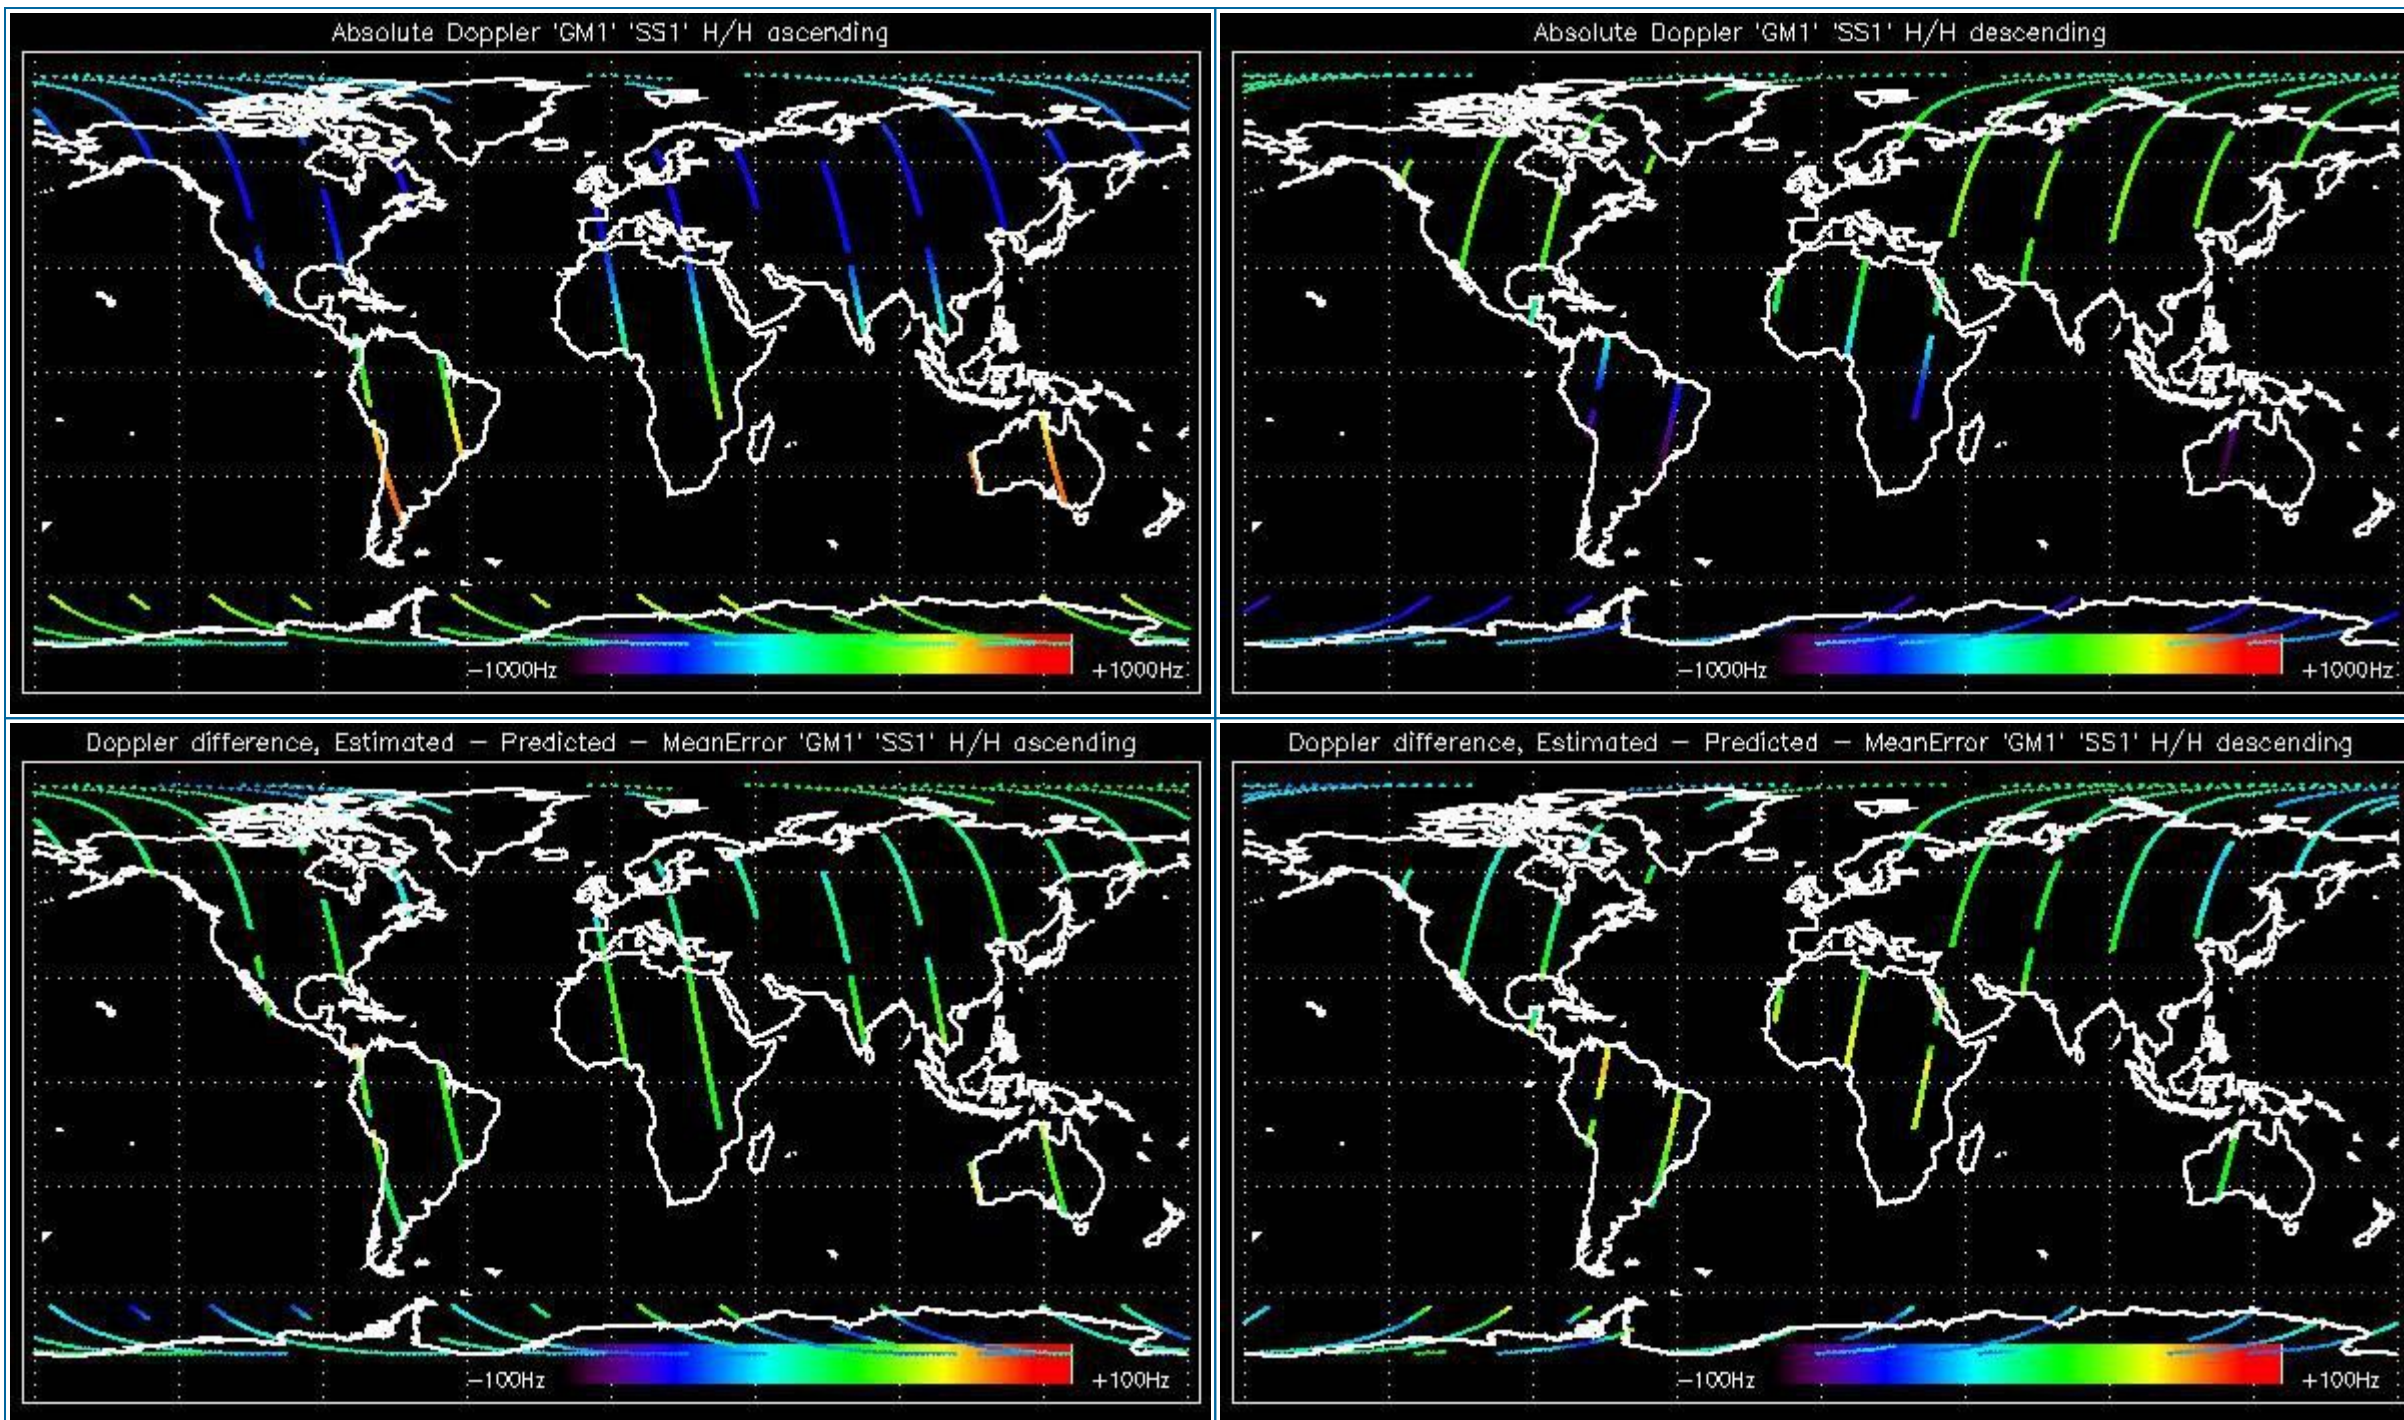 Absolute Doppler 'GM1' 'SS1' H/H ascending
-1000Hz
+1000Hz
Absolute Doppler 'GM1' 'SS1' H/H descending
-1000Hz
+1000Hz
Doppler difference, Estimated - Predicted - MeanError 'GM1' 'SS1' H/H ascending
-100Hz
+100Hz
Doppler difference, Estimated - Predicted - MeanError 'GM1' 'SS1' H/H descending
-100Hz
+100Hz